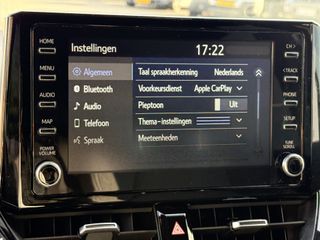 HOME
MENU
AUDIO
MAP
POWER
VOLUME
Instellingen
17:22
Algemeen
Bluetooth
Audio
Telefoon
Spraak
Taal spraakherkenning Nederlands
Voorkeursdienst Apple CarPlay
Pieptoon Uit
Thema-instellingen
Meeteenheden
CH >
< TRACK
PHONE
SETUP
TUNE
SCROLL